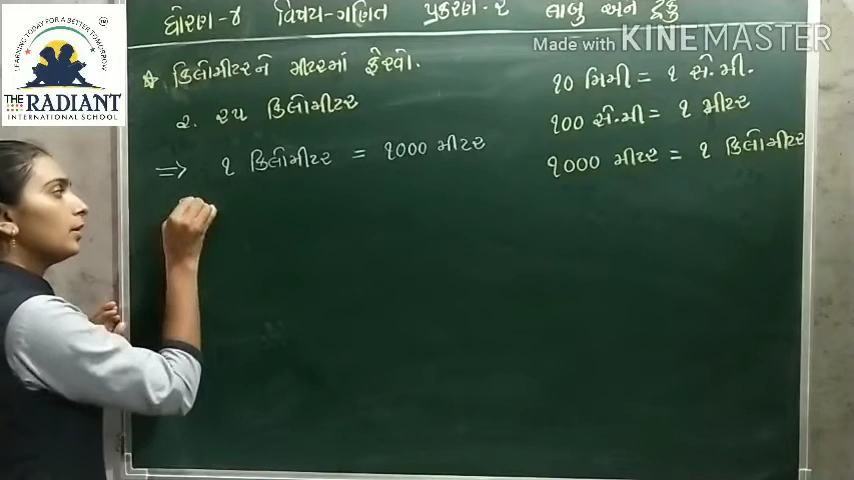 ધોરણ-૪ વિષય-ગણિત પ્રકરણ-૨ લાંબુ અને ટૂંકુ
Made with KINEMASTER
LEARNING TODAY FOR A BETTER TOMORROW
THE RADIANT
INTERNATIONAL SCHOOL
☆ કિલોમીટરને મીટરમાં ફેરવો.
૨. ૨૫ કિલોમીટર
⇒ ૧ કિલોમીટર = ૧૦૦૦ મીટર
૧૦ મિમી = ૧ સે.મી.
૧૦૦ સે.મી = ૧ મીટર
૧૦૦૦ મીટર = ૧ કિલોમીટર